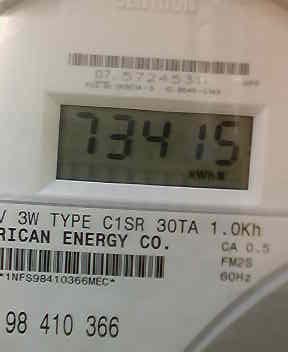 CENTRON
07.5724531.
73415
kWh
V 3W TYPE C1SR 30TA 1.0Kh
RICAN ENERGY CO. CA 0.5
FM2S
*1NFS98410366MEC* 60Hz
98 410 366